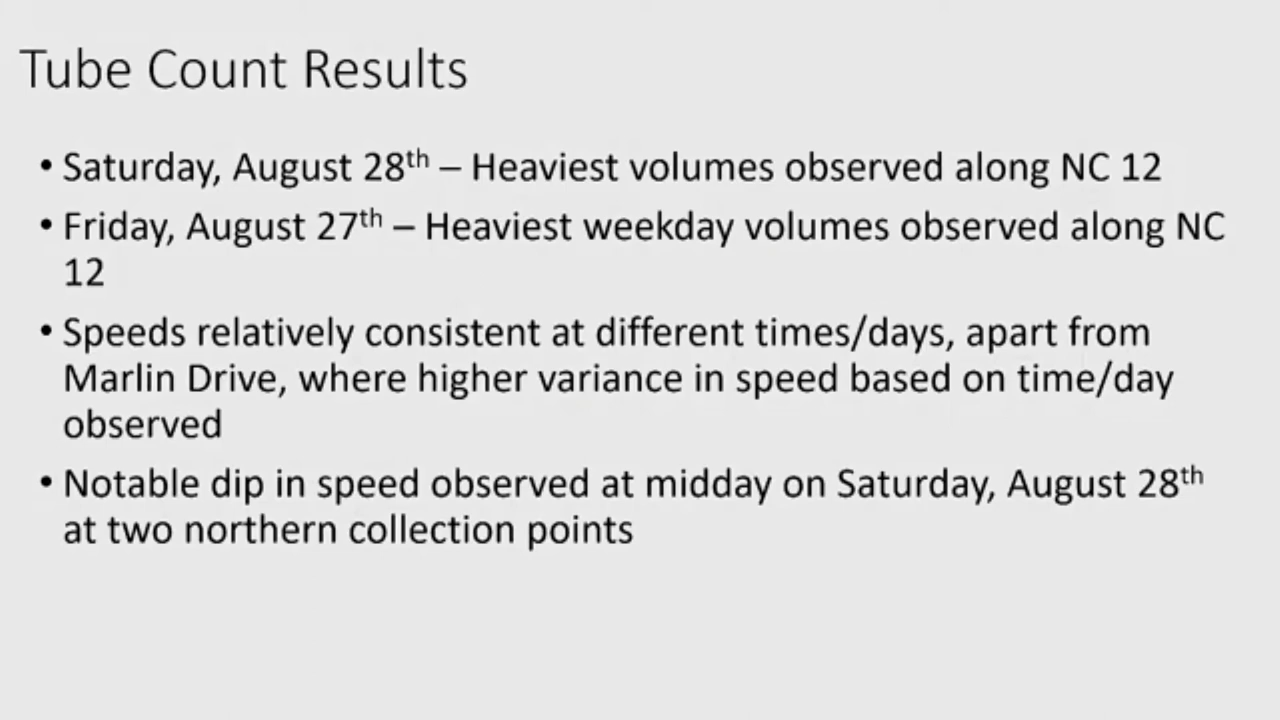 Tube Count Results
• Saturday, August 28th – Heaviest volumes observed along NC 12
• Friday, August 27th – Heaviest weekday volumes observed along NC
12
• Speeds relatively consistent at different times/days, apart from
Marlin Drive, where higher variance in speed based on time/day
observed
• Notable dip in speed observed at midday on Saturday, August 28th
at two northern collection points